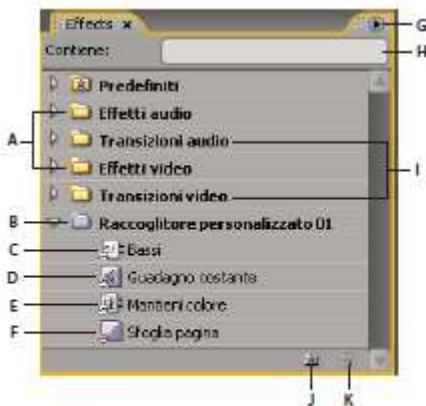 Effects x
G
Contiene:
H
Predefiniti
A
Effetti audio
Transizioni audio
I
Effetti video
Transizioni video
B
Raccoglitore personalizzato 01
C
Bassi
D
Guadagno costante
E
Mantieni colore
F
Sfoglia pagina
J K